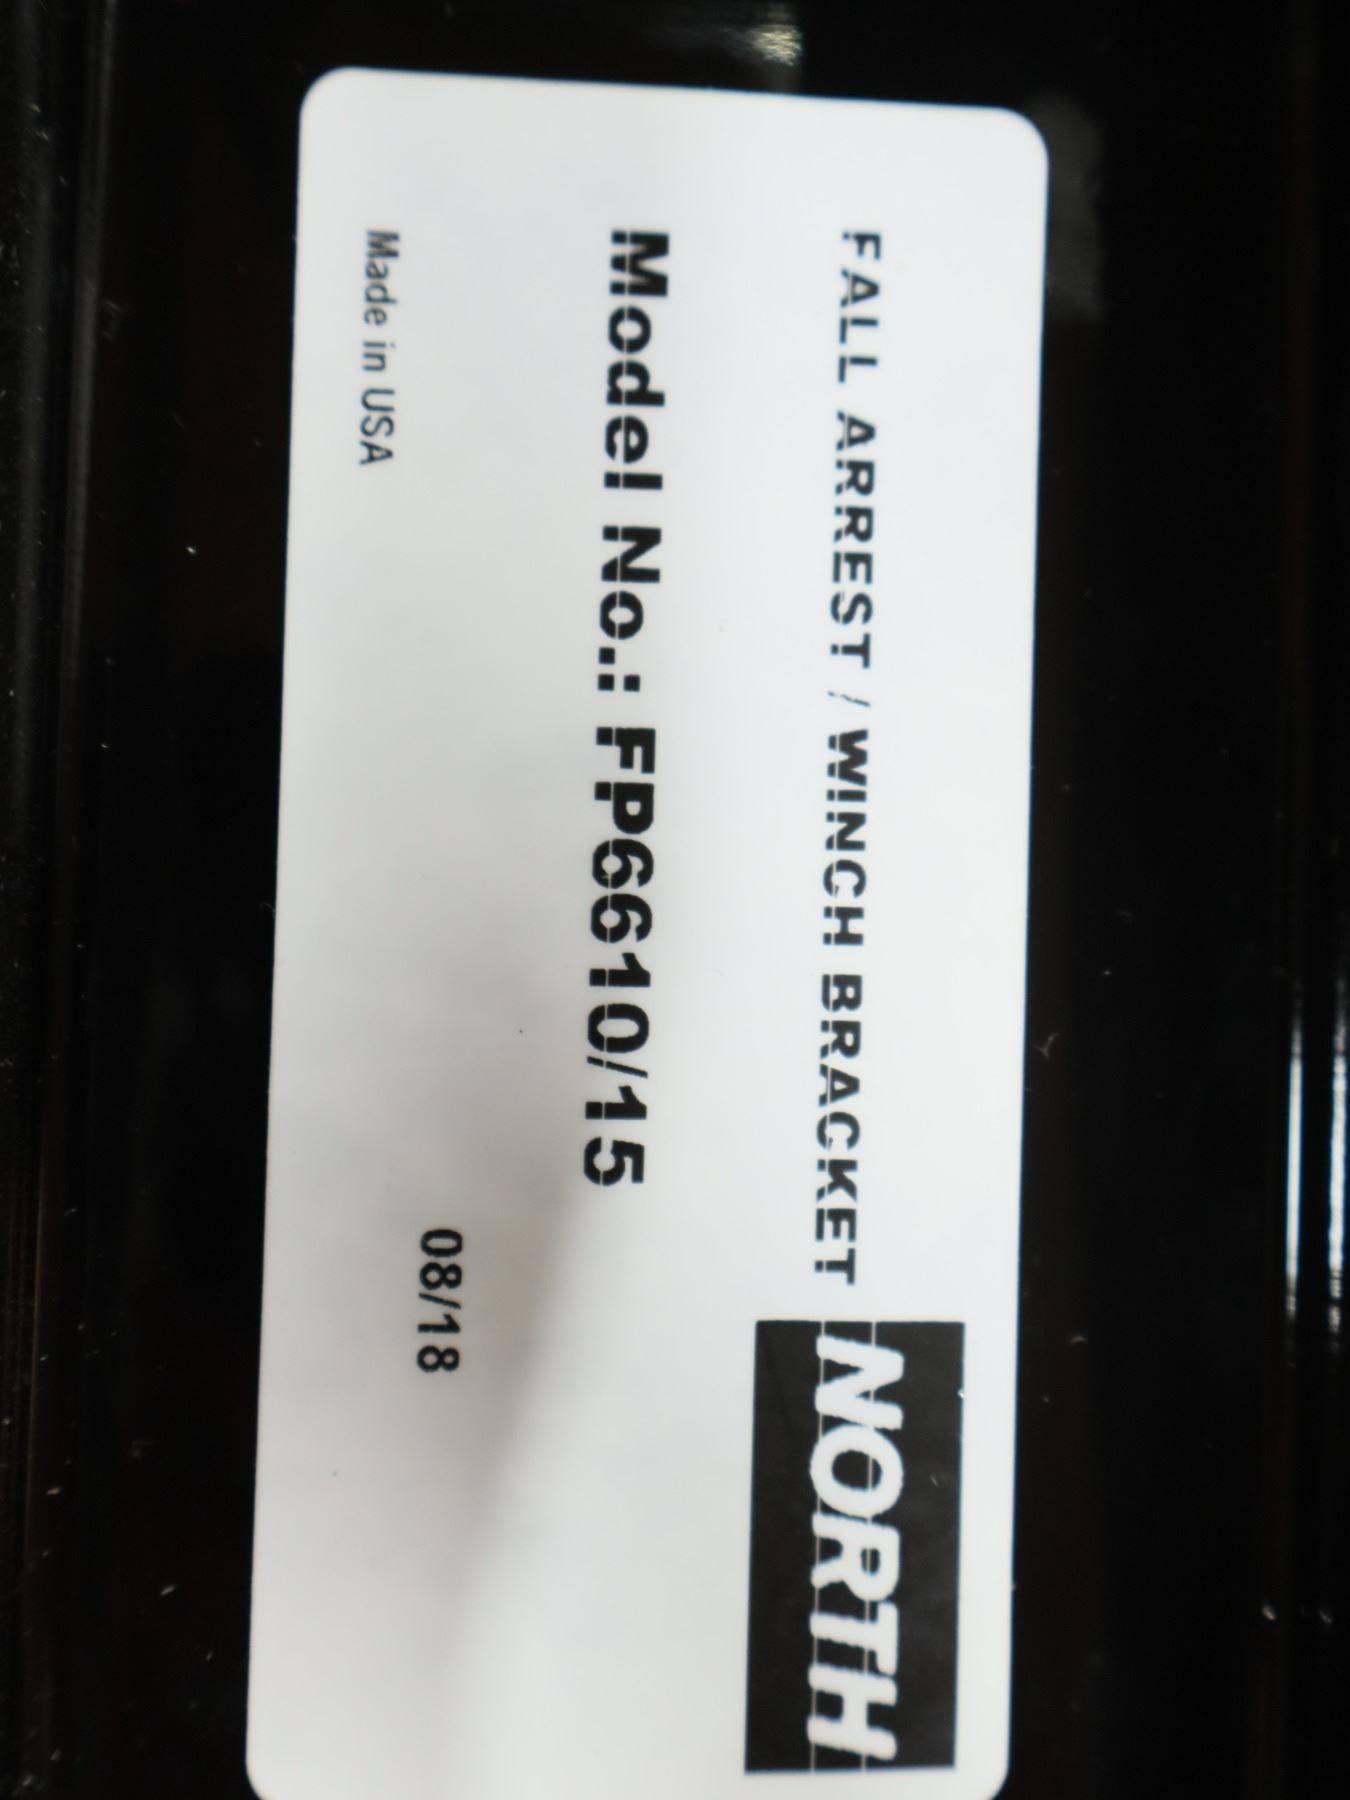 FALL ARREST / WINCH BRACKET
NORTH
Model No.: FP6610/15
08/18
Made in USA